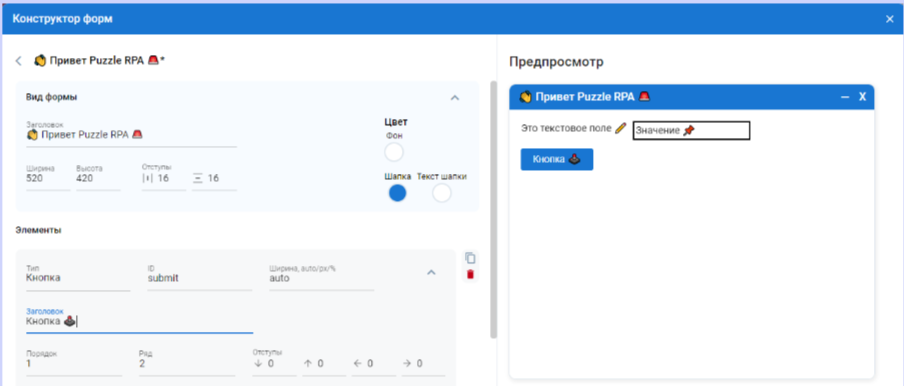 Конструктор форм ×
👏 Привет Puzzle RPA 🚨*
Вид формы
Заголовок
👏 Привет Puzzle RPA 🚨
Цвет
Фон
Ширина Высота Отступы
520 420 16 16
Шапка Текст шапки
Элементы
Тип ID Ширина, auto/px/%
Кнопка submit auto
Заголовок
Кнопка 🕹️
Порядок Ряд Отступы
1 2 ↓ 0 ↑ 0 ← 0 → 0
Предпросмотр
👏 Привет Puzzle RPA 🚨 – X
Это текстовое поле ✏️ Значение 📌
Кнопка 🕹️